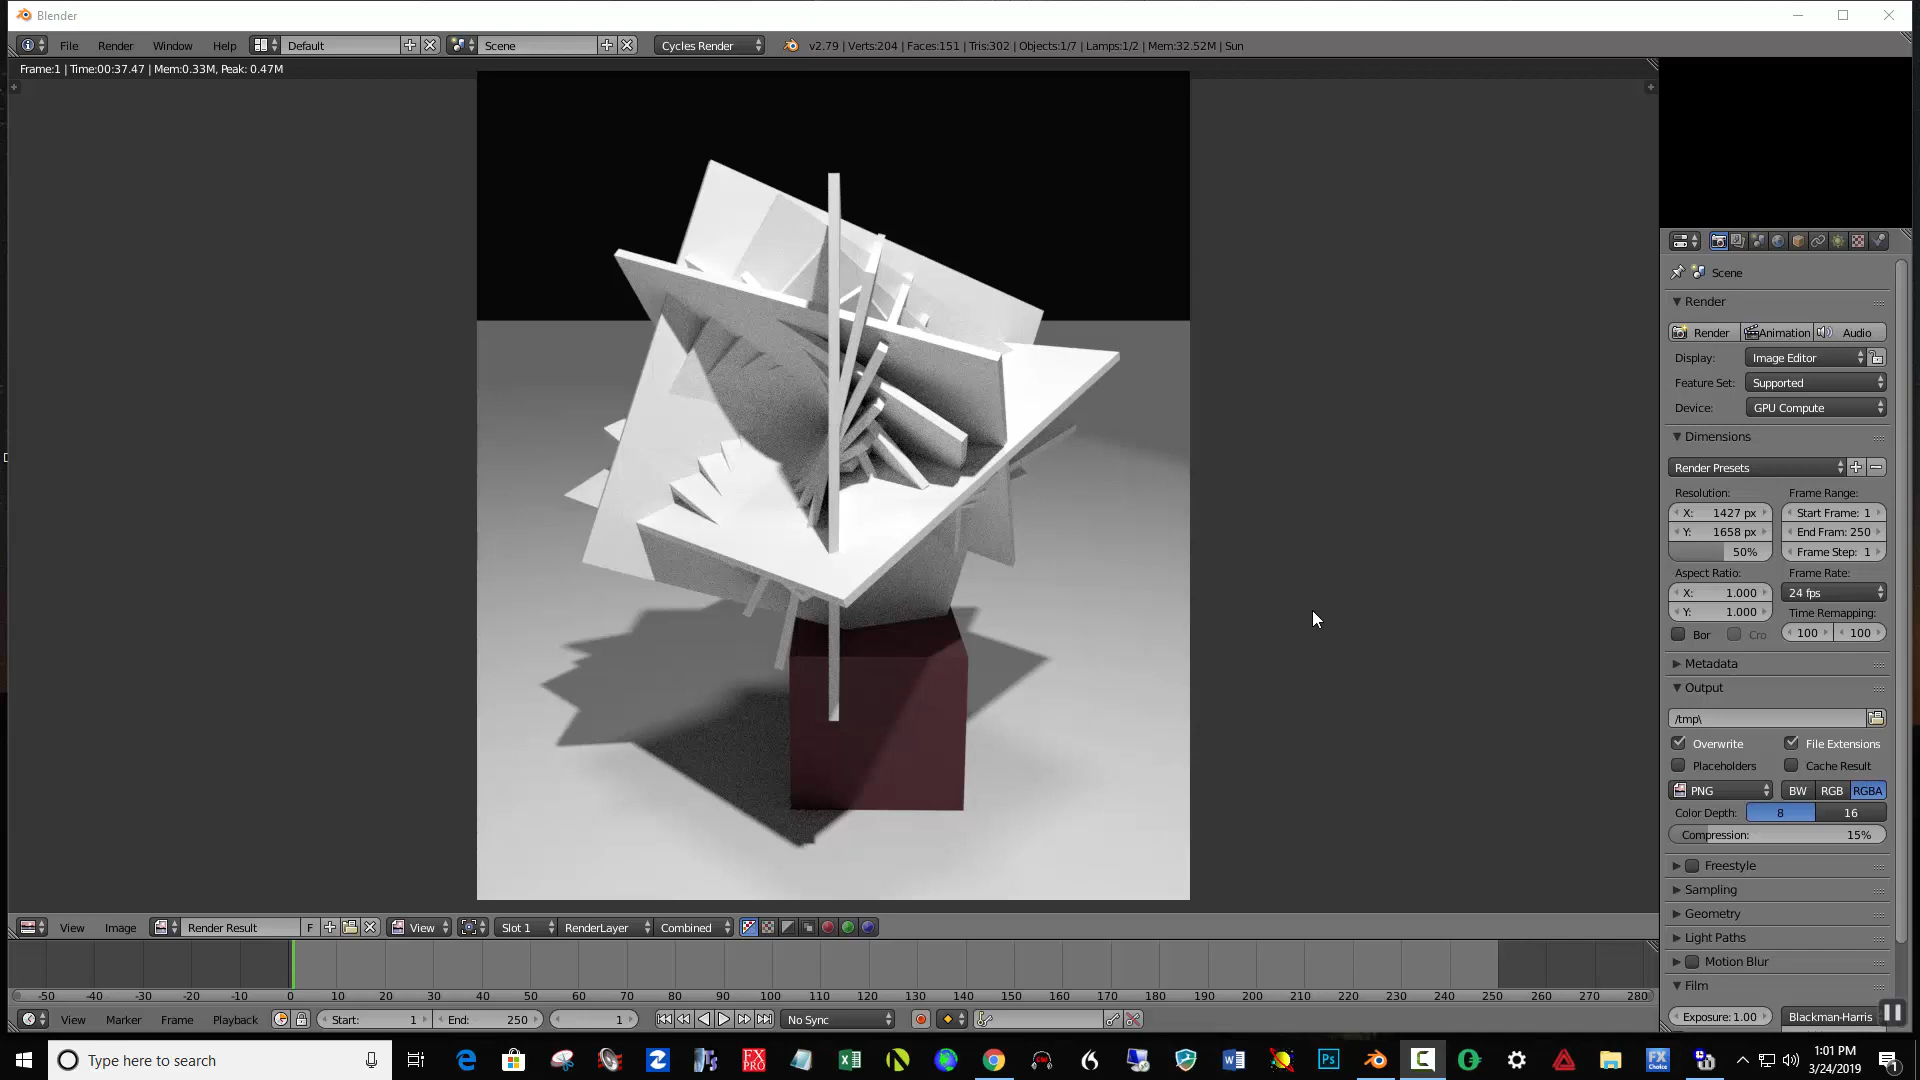 Blender
File Render Window Help Default Scene Cycles Render v2.79 | Verts:204 | Faces:151 | Tris:302 | Objects:1/7 | Lamps:1/2 | Mem:32.52M | Sun
Frame:1 | Time:00:37.47 | Mem:0.33M, Peak: 0.47M
Scene
Render
Render Animation Audio
Display: Image Editor
Feature Set: Supported
Device: GPU Compute
Dimensions
Render Presets
Resolution: Frame Range:
X: 1427 px Start Frame: 1
Y: 1658 px End Fram: 250
50% Frame Step: 1
Aspect Ratio: Frame Rate:
X: 1.000 24 fps
Y: 1.000 Time Remapping:
Bor Cro 100 100
Metadata
Output
/tmp\
Overwrite File Extensions
Placeholders Cache Result
PNG BW RGB RGBA
Color Depth: 8 16
Compression: 15%
Freestyle
Sampling
Geometry
Light Paths
Motion Blur
Film
Exposure: 1.00 Blackman-Harris
View Image Render Result F View Slot 1 RenderLayer Combined
-50 -40 -30 -20 -10 0 10 20 30 40 50 60 70 80 90 100 110 120 130 140 150 160 170 180 190 200 210 220 230 240 250 260 270 280
View Marker Frame Playback Start: 1 End: 250 1 No Sync
Type here to search
FX PRO
Ps
FX Choice
1:01 PM
3/24/2019
1